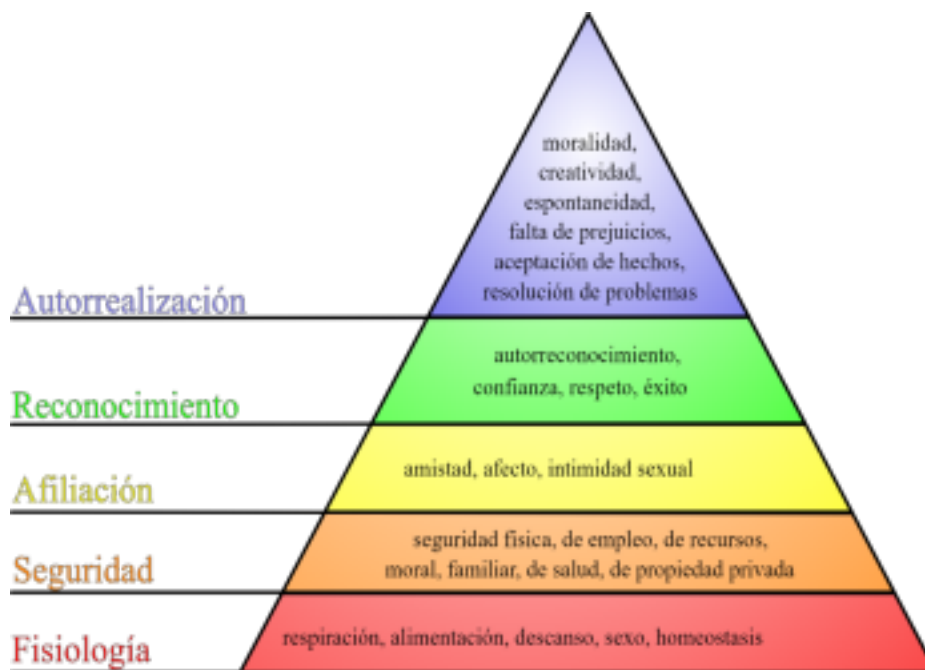 moralidad,
creatividad,
espontaneidad,
falta de prejuicios,
aceptación de hechos,
resolución de problemas
Autorrealización
autorreconocimiento,
confianza, respeto, éxito
Reconocimiento
amistad, afecto, intimidad sexual
Afiliación
seguridad física, de empleo, de recursos,
moral, familiar, de salud, de propiedad privada
Seguridad
respiración, alimentación, descanso, sexo, homeostasis
Fisiología